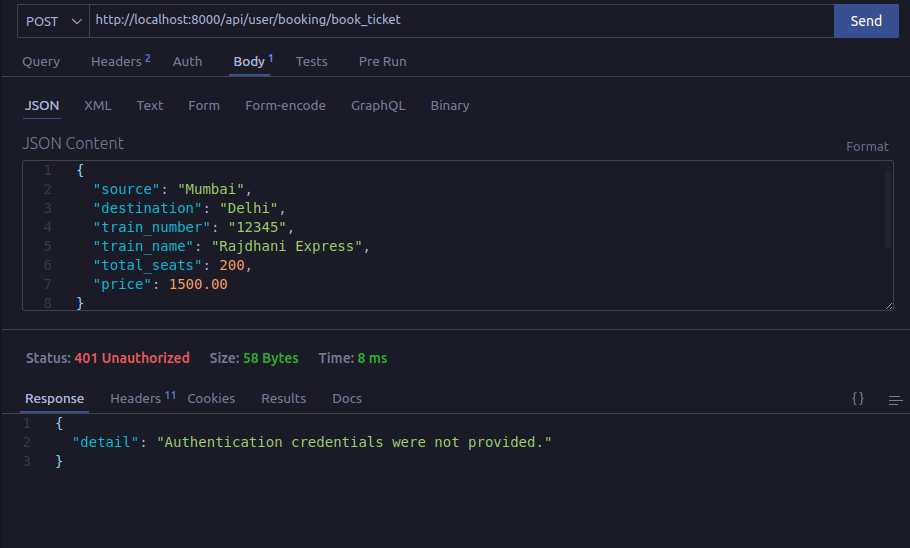 POST http://localhost:8000/api/user/booking/book_ticket Send
Query Headers 2 Auth Body 1 Tests Pre Run
JSON XML Text Form Form-encode GraphQL Binary
JSON Content Format
1 {
2 "source": "Mumbai",
3 "destination": "Delhi",
4 "train_number": "12345",
5 "train_name": "Rajdhani Express",
6 "total_seats": 200,
7 "price": 1500.00
8 }
Status: 401 Unauthorized Size: 58 Bytes Time: 8 ms
Response Headers 11 Cookies Results Docs {}
1 {
2 "detail": "Authentication credentials were not provided."
3 }